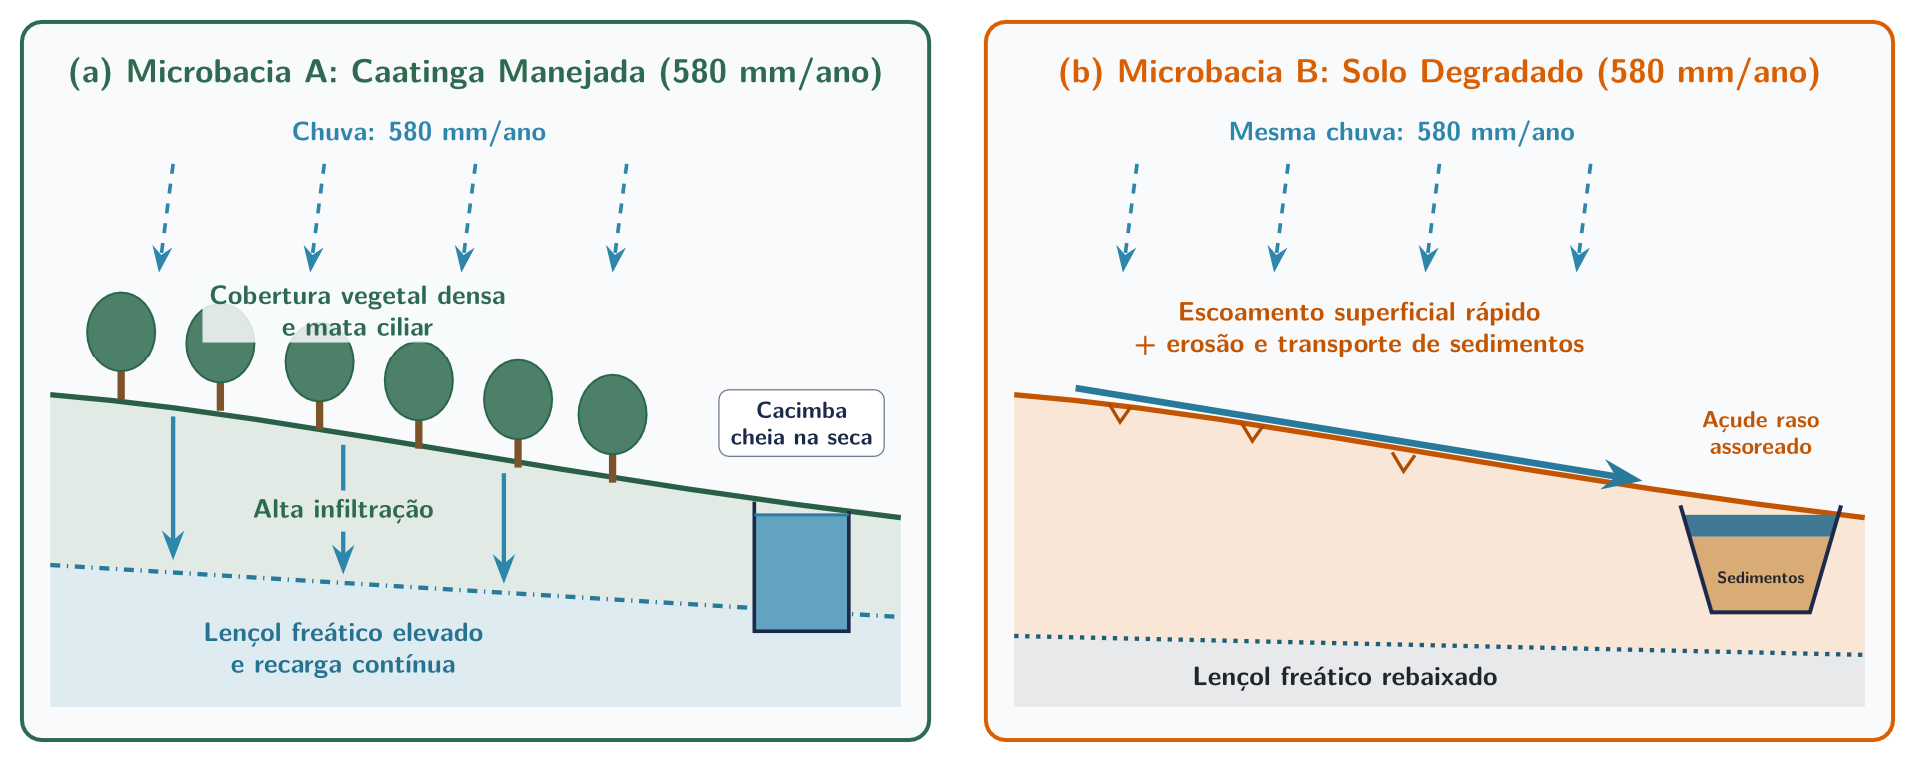 (a) Microbacia A: Caatinga Manejada (580 mm/ano)
Chuva: 580 mm/ano
Cobertura vegetal densa
e mata ciliar
Cacimba
cheia na seca
Alta infiltração
Lençol freático elevado
e recarga contínua
(b) Microbacia B: Solo Degradado (580 mm/ano)
Mesma chuva: 580 mm/ano
Escoamento superficial rápido
+ erosão e transporte de sedimentos
Açude raso
assoreado
Sedimentos
Lençol freático rebaixado